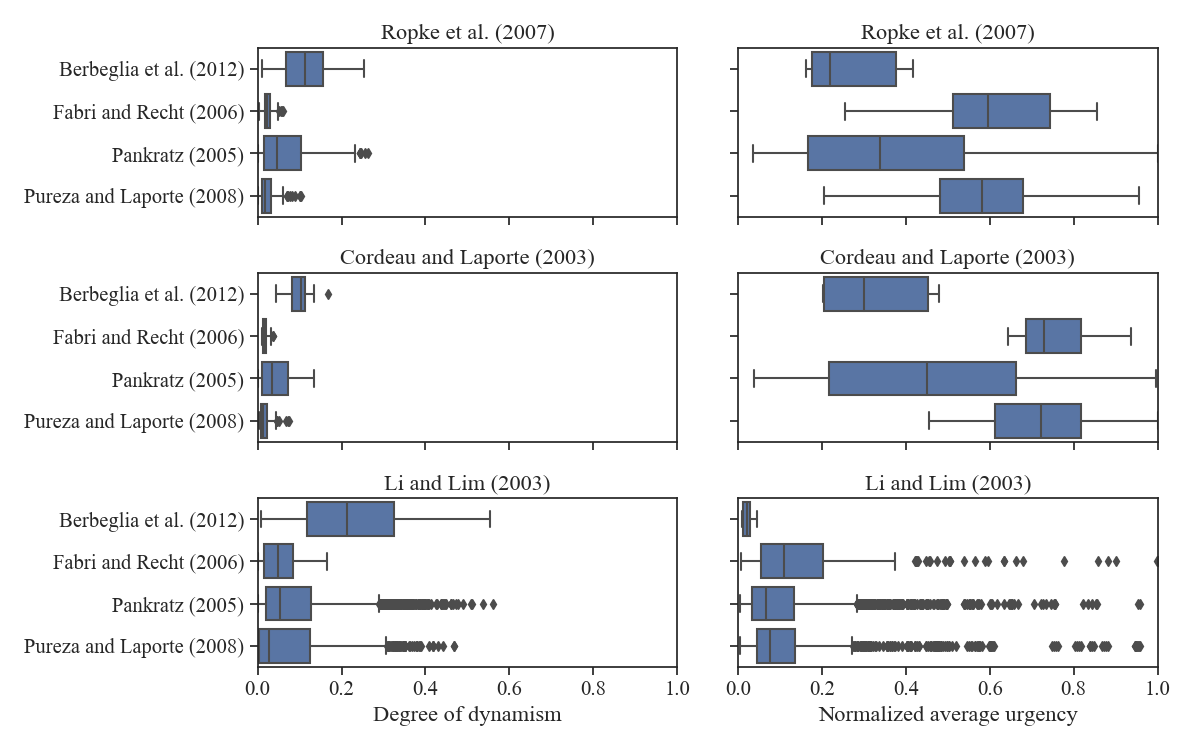 Ropke et al. (2007)
Ropke et al. (2007)
Berbeglia et al. (2012)
Fabri and Recht (2006)
Pankratz (2005)
Pureza and Laporte (2008)
Cordeau and Laporte (2003)
Cordeau and Laporte (2003)
Berbeglia et al. (2012)
Fabri and Recht (2006)
Pankratz (2005)
Pureza and Laporte (2008)
Li and Lim (2003)
Li and Lim (2003)
Berbeglia et al. (2012)
Fabri and Recht (2006)
Pankratz (2005)
Pureza and Laporte (2008)
0.0 0.2 0.4 0.6 0.8 1.0
0.0 0.2 0.4 0.6 0.8 1.0
Degree of dynamism
Normalized average urgency